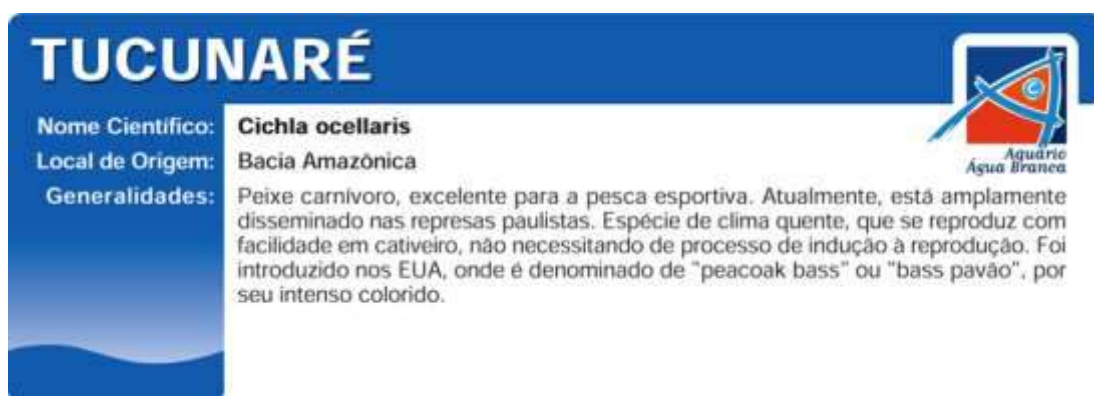 TUCUNARÉ
Nome Científico: Cichla ocellaris
Local de Origem: Bacia Amazônica
Generalidades: Peixe carnívoro, excelente para a pesca esportiva. Atualmente, está amplamente
disseminado nas represas paulistas. Espécie de clima quente, que se reproduz com
facilidade em cativeiro, não necessitando de processo de indução à reprodução. Foi
introduzido nos EUA, onde é denominado de "peacoak bass" ou "bass pavão", por
seu intenso colorido.
Aquário
Água Branca